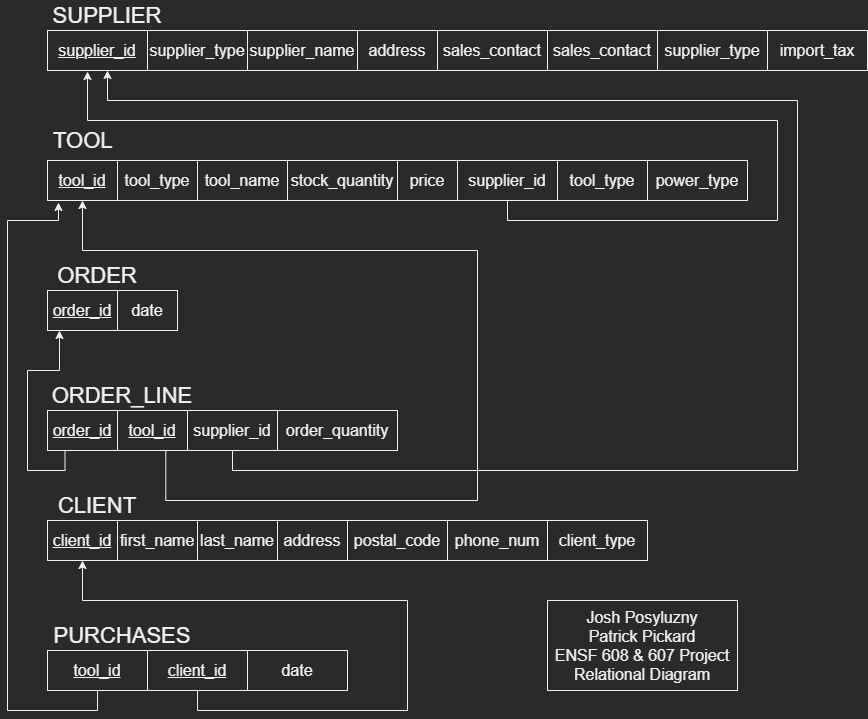 SUPPLIER
supplier_id supplier_type supplier_name address sales_contact sales_contact supplier_type import_tax
TOOL
tool_id tool_type tool_name stock_quantity price supplier_id tool_type power_type
ORDER
order_id date
ORDER_LINE
order_id tool_id supplier_id order_quantity
CLIENT
client_id first_name last_name address postal_code phone_num client_type
PURCHASES
tool_id client_id date
Josh Posyluzny
Patrick Pickard
ENSF 608 & 607 Project
Relational Diagram